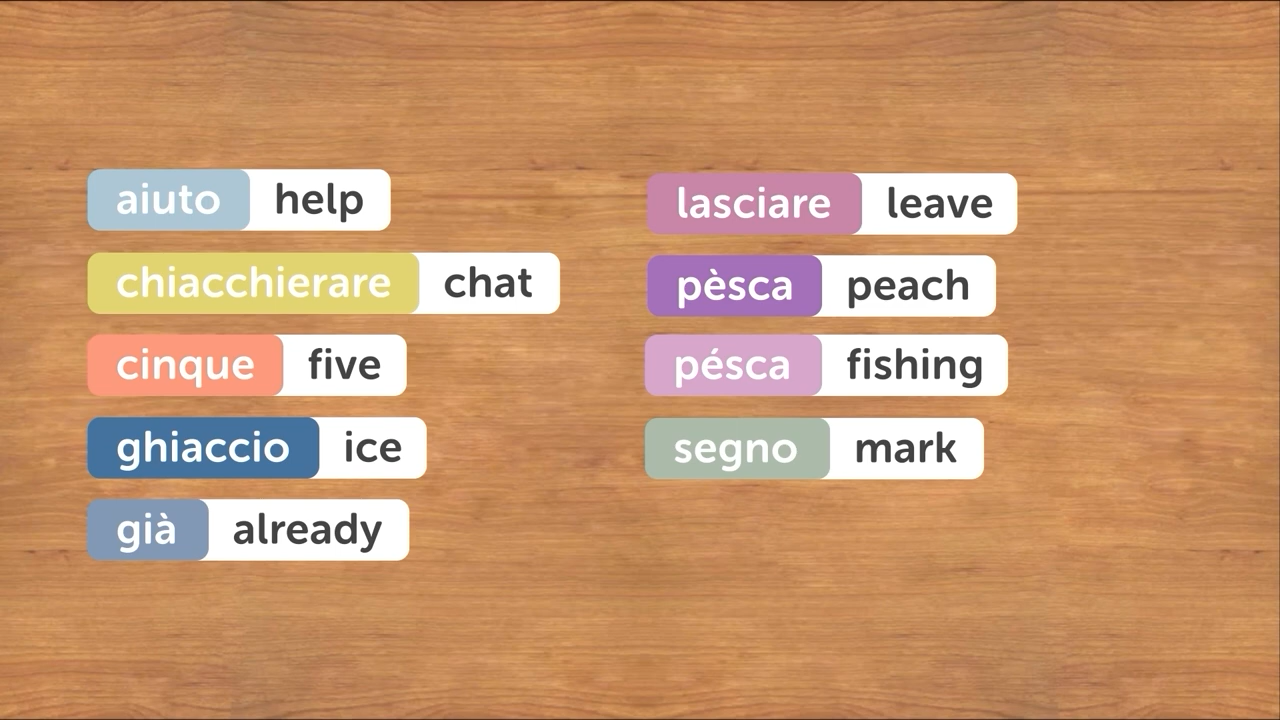 aiuto help
chiacchierare chat
cinque five
ghiaccio ice
già already
lasciare leave
pèsca peach
pésca fishing
segno mark